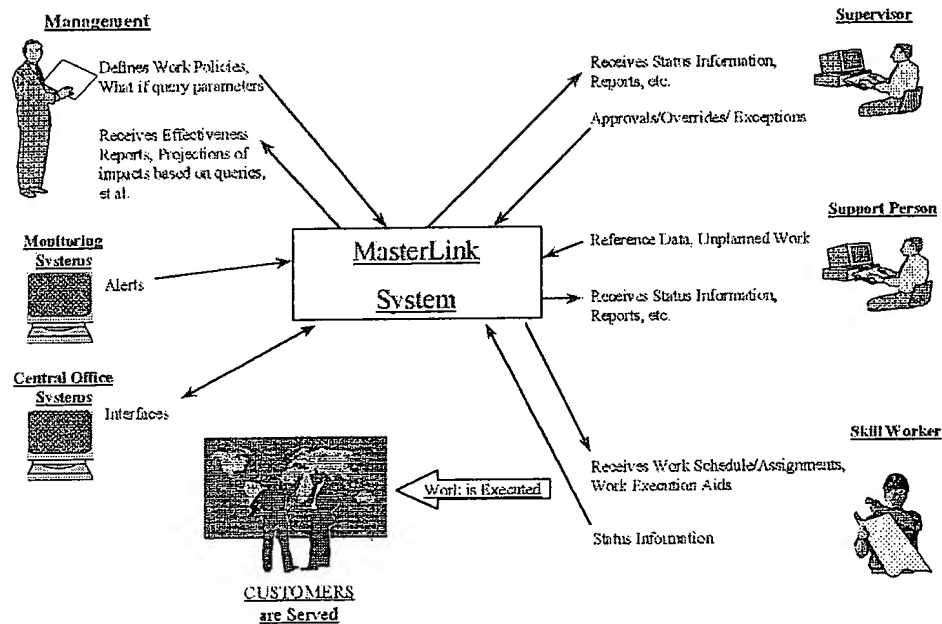 Management
Defines Work Policies,
What if query parameters
Receives Effectiveness
Reports, Projections of
impacts based on queries,
et al.
Monitoring
Systems
Alerts
Central Office
Systems
Interfaces
MasterLink
System
Supervisor
Receives Status Information,
Reports, etc.
Approvals/Overrides/ Exceptions
Support Person
Reference Data, Unplanned Work
Receives Status Information,
Reports, etc.
Skill Worker
Receives Work Schedule/Assignments,
Work Execution Aids
Status Information
Work is Executed
CUSTOMERS
are Served